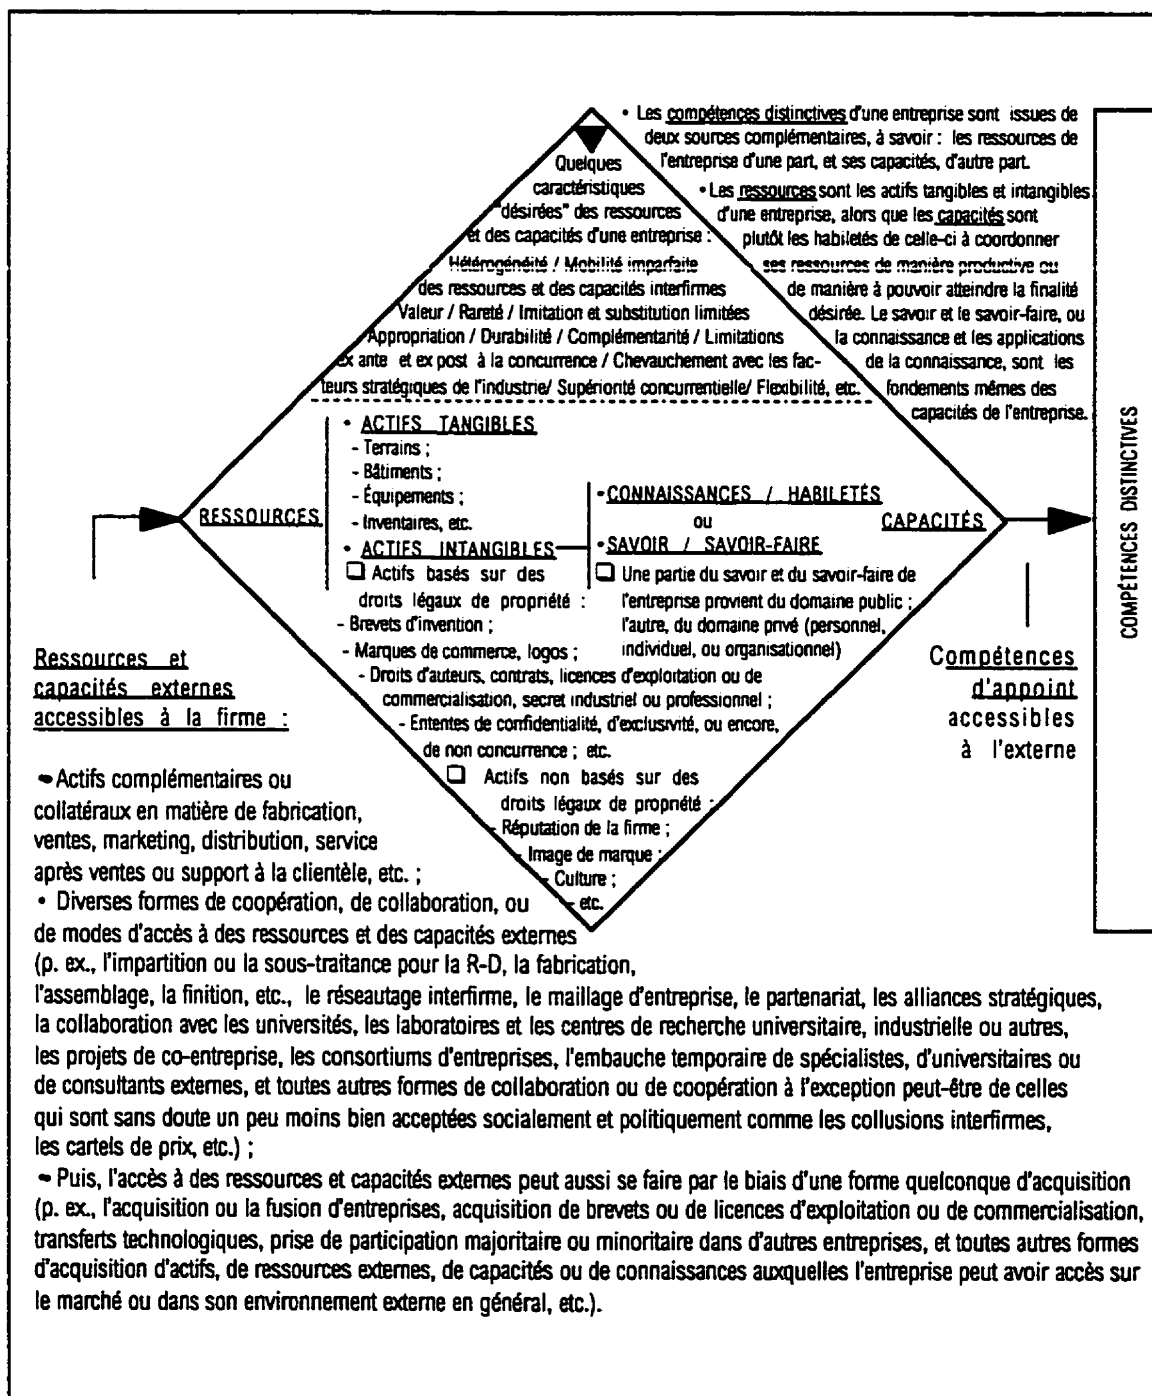 • Les compétences distinctives d'une entreprise sont issues de
deux sources complémentaires, à savoir : les ressources de
l'entreprise d'une part, et ses capacités, d'autre part.
• Les ressources sont les actifs tangibles et intangibles
d'une entreprise, alors que les capacités sont
plutôt les habiletés de celle-ci à coordonner
ses ressources de manière productive ou
de manière à pouvoir atteindre la finalité
désirée. Le savoir et le savoir-faire, ou
la connaissance et les applications
de la connaissance, sont les
fondements mêmes des
capacités de l'entreprise.
Quelques
caractéristiques
"désirées" des ressources
et des capacités d'une entreprise :
Hétérogénéité / Mobilité imparfaite
des ressources et des capacités interfirmes
Valeur / Rareté / Imitation et substitution limitées
Appropriation / Durabilité / Complémentarité / Limitations
ex ante et ex post à la concurrence / Chevauchement avec les fac-
teurs stratégiques de l'industrie/ Supériorité concurrentielle/ Flexibilité, etc.
RESSOURCES
• ACTIFS TANGIBLES
- Terrains ;
- Bâtiments ;
- Équipements ;
- Inventaires, etc.
• ACTIFS INTANGIBLES
❑ Actifs basés sur des
droits légaux de propriété :
- Brevets d'invention ;
- Marques de commerce, logos ;
- Droits d'auteurs, contrats, licences d'exploitation ou de
commercialisation, secret industriel ou professionnel ;
- Ententes de confidentialité, d'exclusivité, ou encore,
de non concurrence ; etc.
❑ Actifs non basés sur des
droits légaux de propriété :
- Réputation de la firme ;
- Image de marque ;
- Culture ;
- etc.
• CONNAISSANCES / HABILETÉS
ou
• SAVOIR / SAVOIR-FAIRE
❑ Une partie du savoir et du savoir-faire de
l'entreprise provient du domaine public ;
l'autre, du domaine privé (personnel,
individuel, ou organisationnel)
CAPACITÉS
COMPÉTENCES DISTINCTIVES
Compétences
d'appoint
accessibles
à l'externe
Ressources et
capacités externes
accessibles à la firme :
• Actifs complémentaires ou
collatéraux en matière de fabrication,
ventes, marketing, distribution, service
après ventes ou support à la clientèle, etc. ;
• Diverses formes de coopération, de collaboration, ou
de modes d'accès à des ressources et des capacités externes
(p. ex., l'impartition ou la sous-traitance pour la R-D, la fabrication,
l'assemblage, la finition, etc., le réseautage interfirme, le maillage d'entreprise, le partenariat, les alliances stratégiques,
la collaboration avec les universités, les laboratoires et les centres de recherche universitaire, industrielle ou autres,
les projets de co-entreprise, les consortiums d'entreprises, l'embauche temporaire de spécialistes, d'universitaires ou
de consultants externes, et toutes autres formes de collaboration ou de coopération à l'exception peut-être de celles
qui sont sans doute un peu moins bien acceptées socialement et politiquement comme les collusions interfirmes,
les cartels de prix, etc.) ;
• Puis, l'accès à des ressources et capacités externes peut aussi se faire par le biais d'une forme quelconque d'acquisition
(p. ex., l'acquisition ou la fusion d'entreprises, acquisition de brevets ou de licences d'exploitation ou de commercialisation,
transferts technologiques, prise de participation majoritaire ou minoritaire dans d'autres entreprises, et toutes autres formes
d'acquisition d'actifs, de ressources externes, de capacités ou de connaissances auxquelles l'entreprise peut avoir accès sur
le marché ou dans son environnement externe en général, etc.).